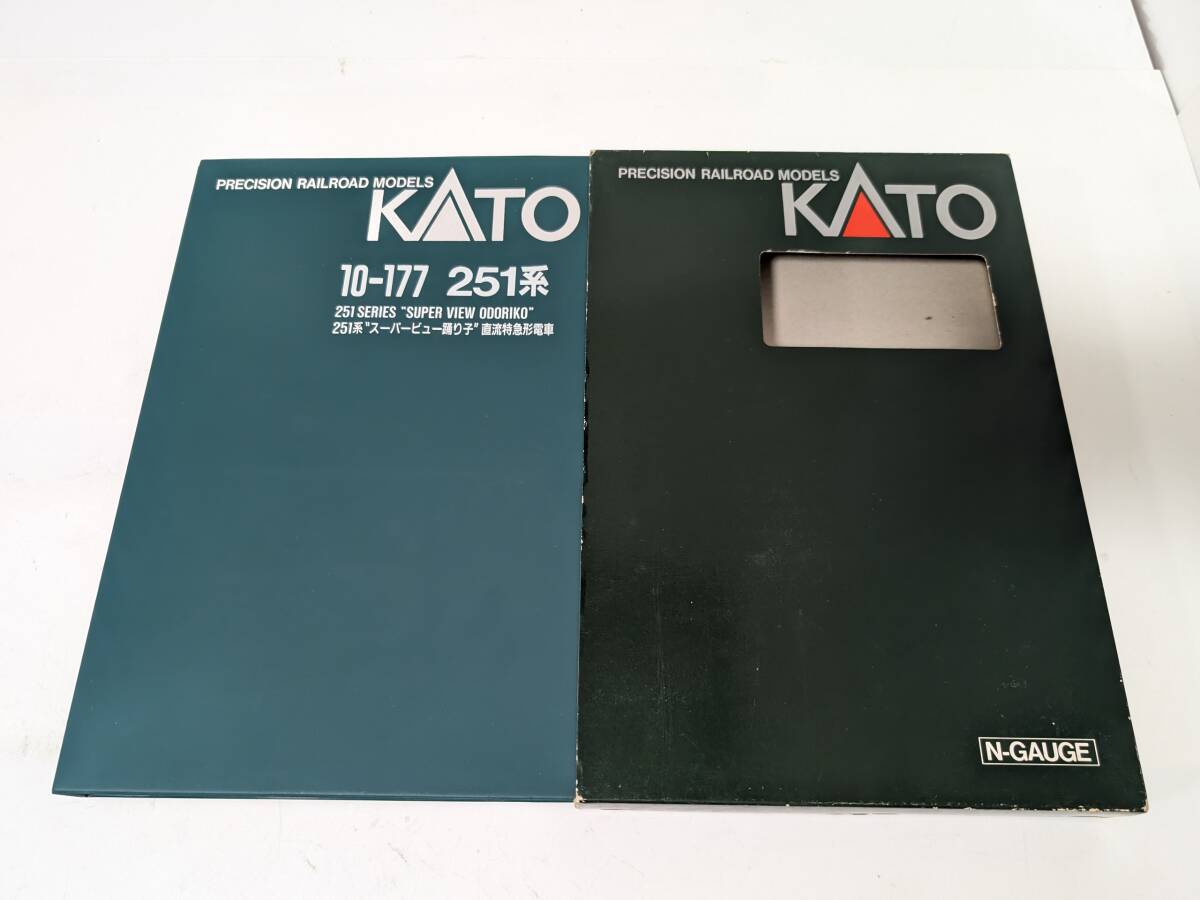 PRECISION RAILROAD MODELS
KATO
10-177 251系
251 SERIES "SUPER VIEW ODORIKO"
251系"スーパービュー踊り子" 直流特急形電車
PRECISION RAILROAD MODELS
KATO
N-GAUGE